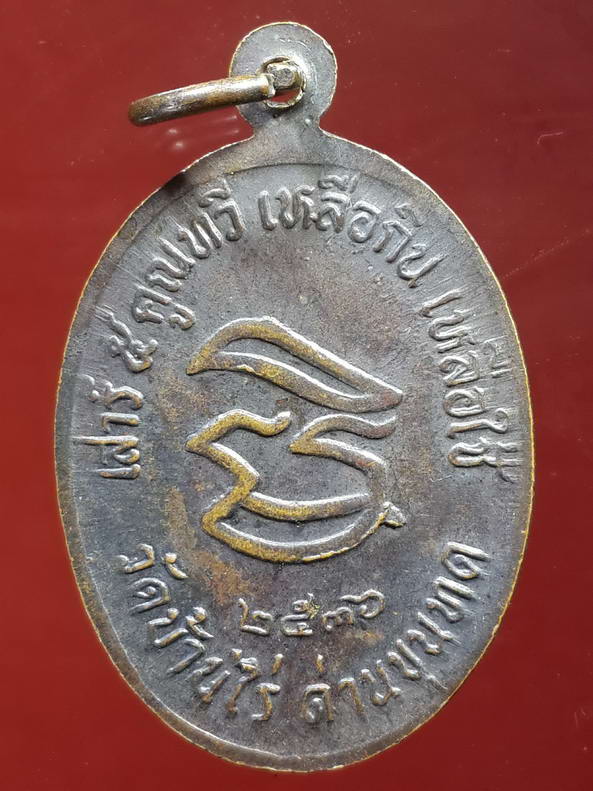 เสาร์ ๕ คูณทวี เหลือกิน เหลือใช้
๒๕๓๖
วัดบ้านไร่ ด่านขุนทด